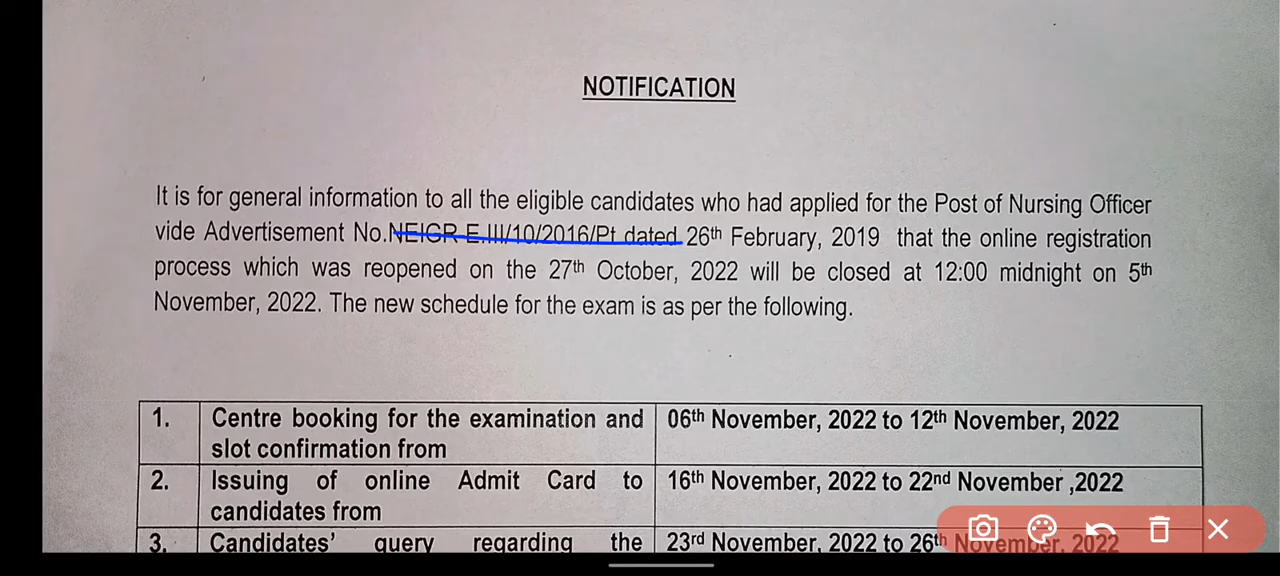 NOTIFICATION
It is for general information to all the eligible candidates who had applied for the Post of Nursing Officer
vide Advertisement No.NEIGR-E.III/10/2016/Pt dated 26th February, 2019 that the online registration
process which was reopened on the 27th October, 2022 will be closed at 12:00 midnight on 5th
November, 2022. The new schedule for the exam is as per the following.
1. Centre booking for the examination and 06th November, 2022 to 12th November, 2022
slot confirmation from
2. Issuing of online Admit Card to 16th November, 2022 to 22nd November ,2022
candidates from
3. Candidates' query regarding the 23rd November, 2022 to 26th November, 2022